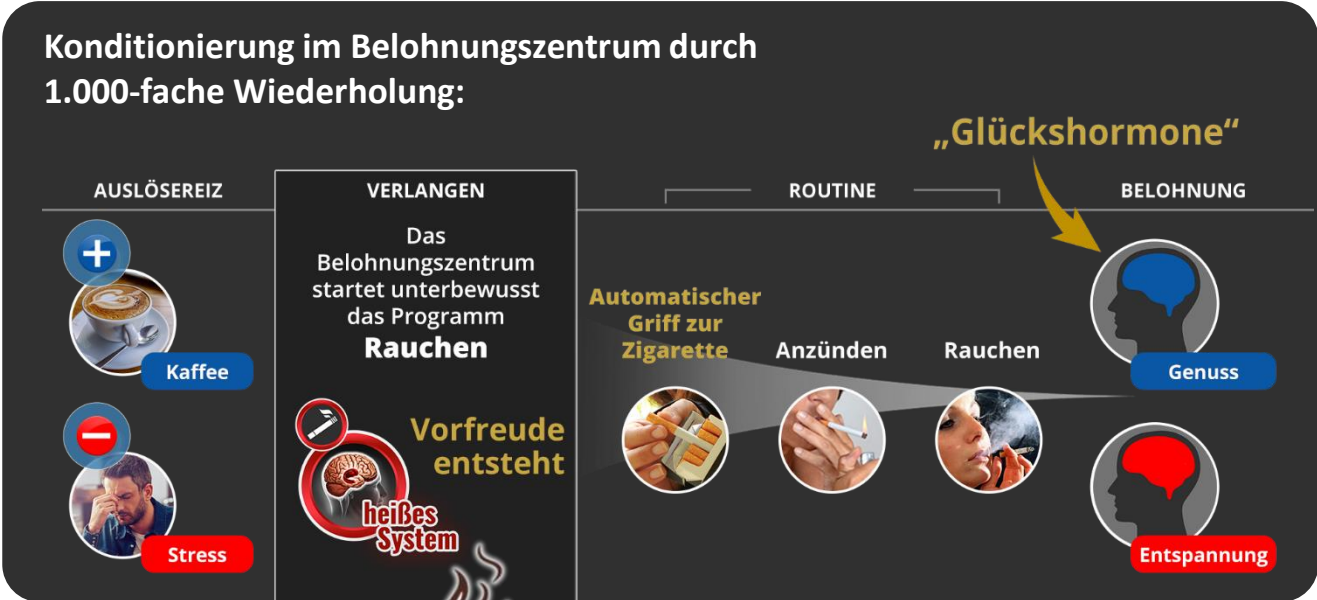 Konditionierung im Belohnungszentrum durch
1.000-fache Wiederholung:
„Glückshormone“
AUSLÖSEREIZ
VERLANGEN
ROUTINE
BELOHNUNG
Kaffee
Stress
Das
Belohnungszentrum
startet unterbewusst
das Programm
Rauchen
Vorfreude
entsteht
heißes
System
Automatischer
Griff zur
Zigarette
Anzünden
Rauchen
Genuss
Entspannung